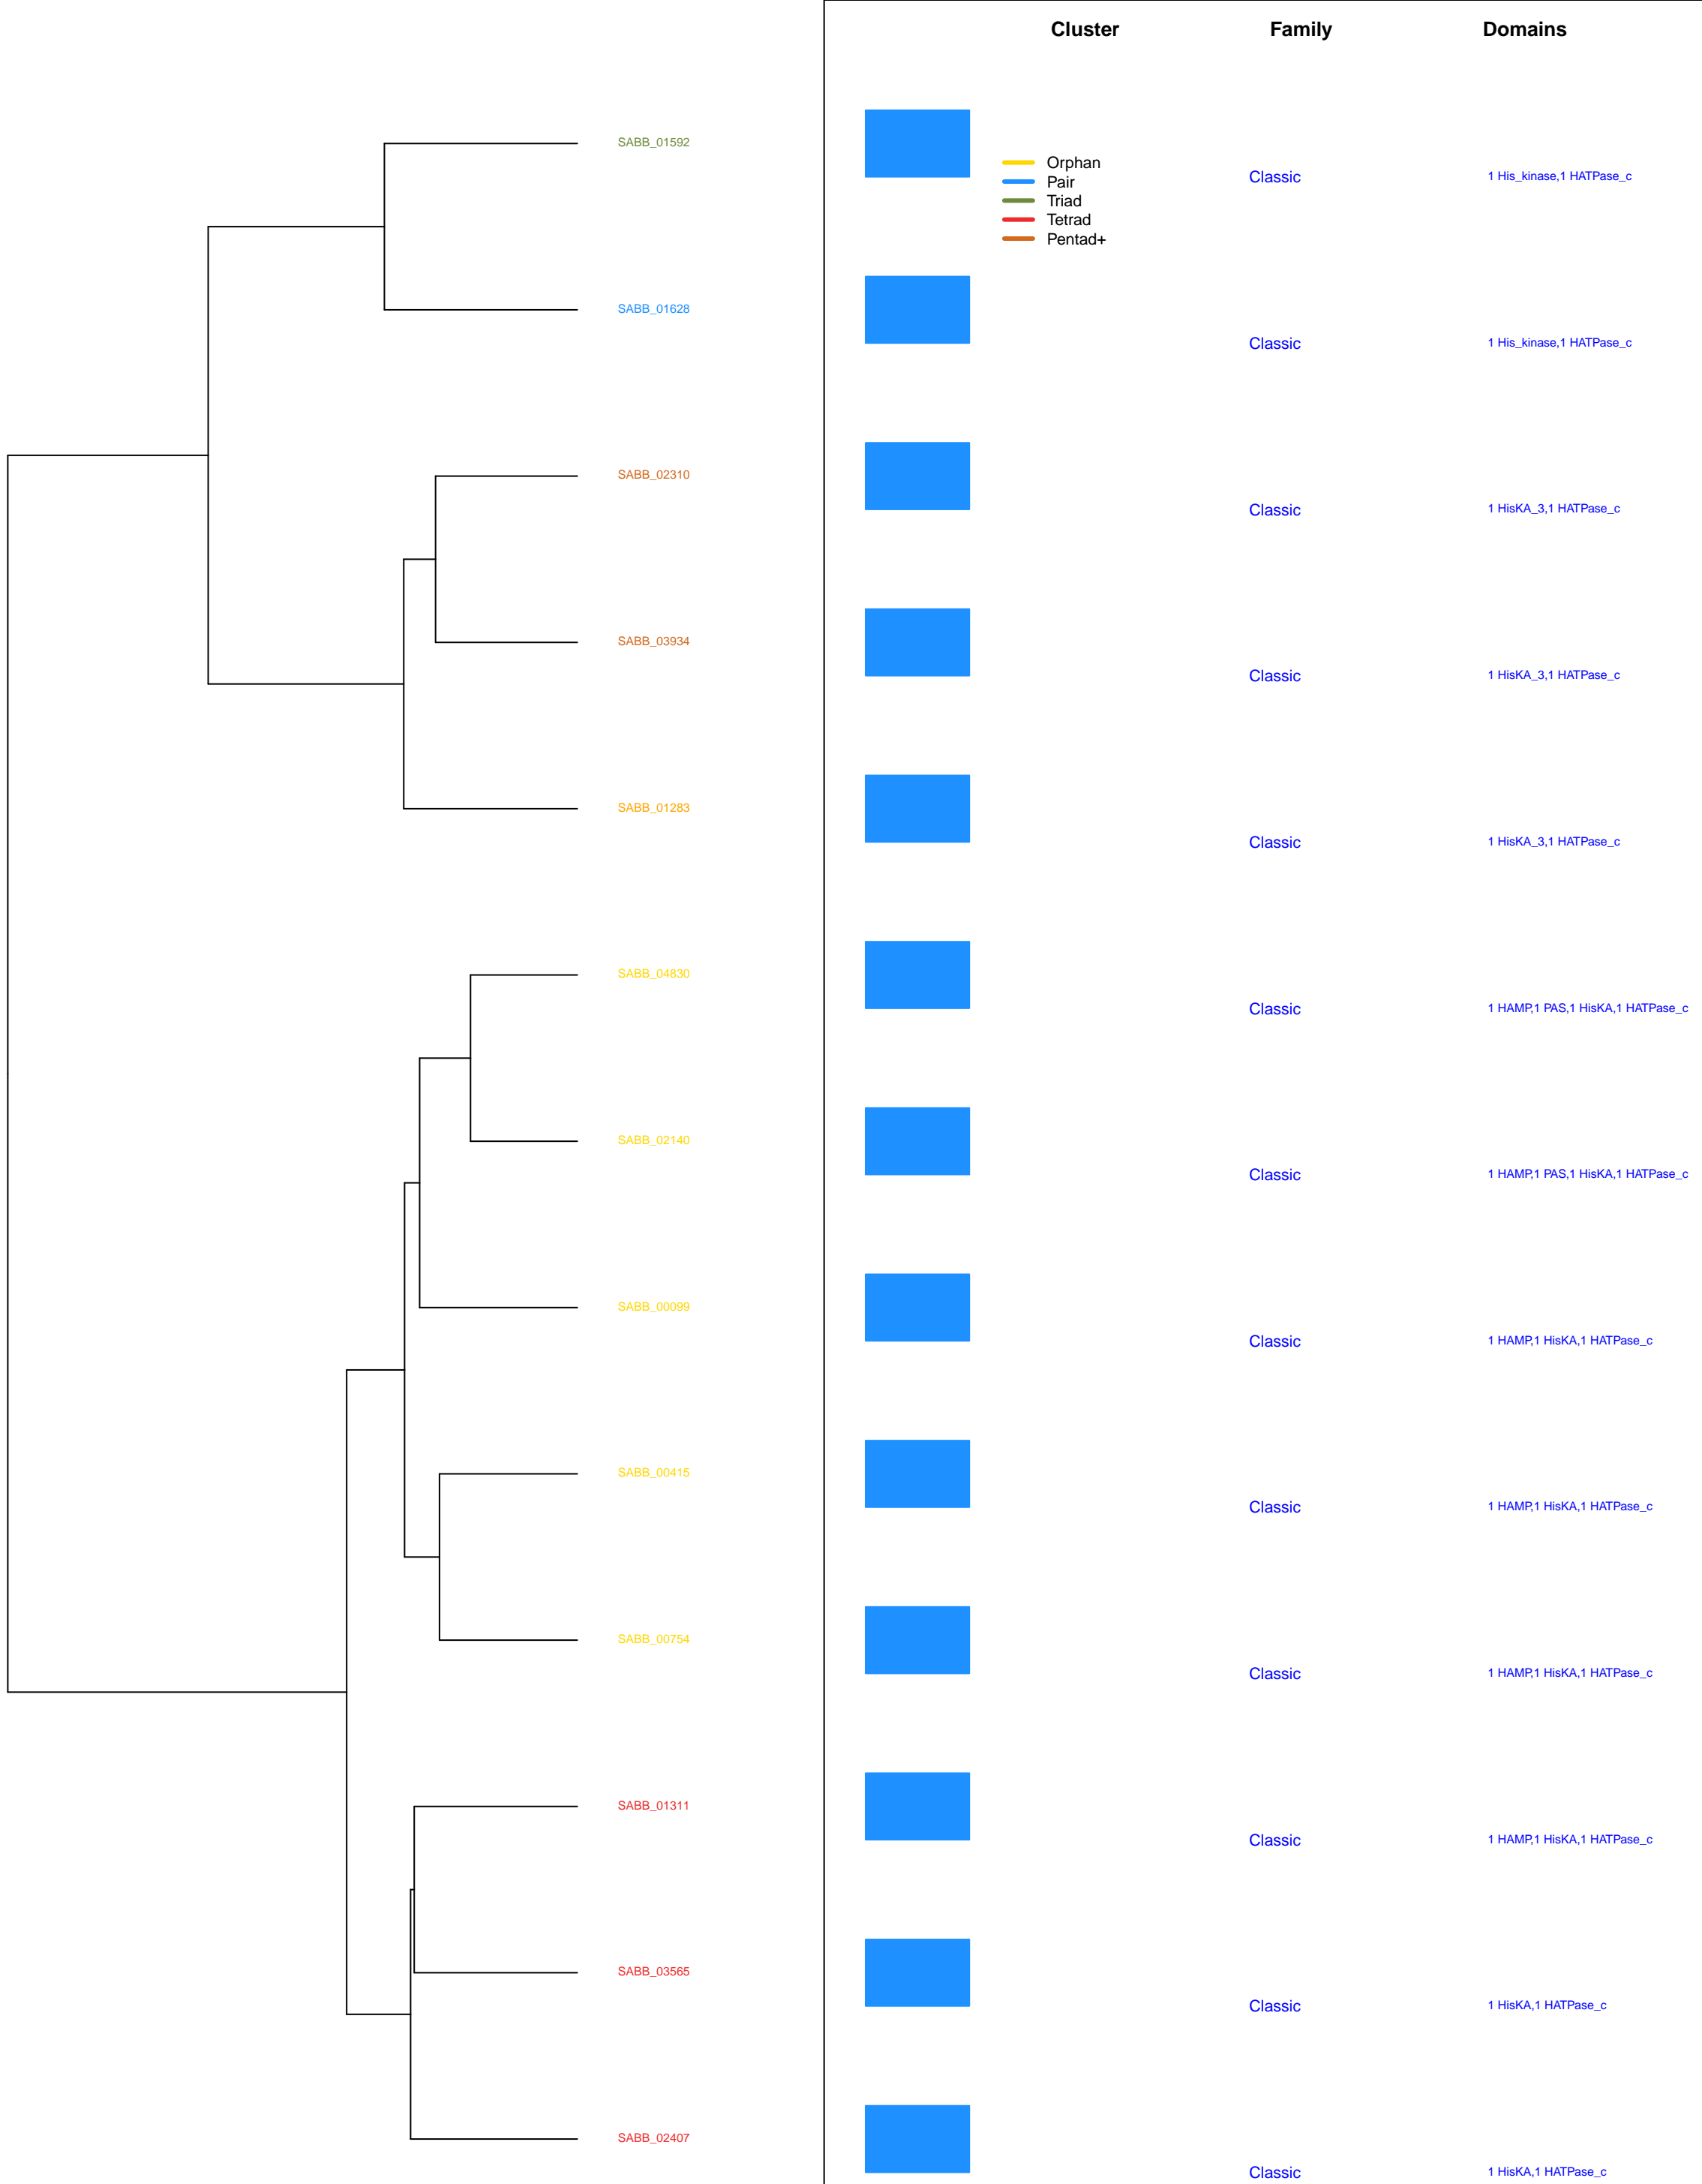 Cluster Family Domains
SABB_01592
Orphan
Pair
Triad
Tetrad
Pentad+
Classic 1 His_kinase,1 HATPase_c
SABB_01628
Classic 1 His_kinase,1 HATPase_c
SABB_02310
Classic 1 HisKA_3,1 HATPase_c
SABB_03934
Classic 1 HisKA_3,1 HATPase_c
SABB_01283
Classic 1 HisKA_3,1 HATPase_c
SABB_04830
Classic 1 HAMP,1 PAS,1 HisKA,1 HATPase_c
SABB_02140
Classic 1 HAMP,1 PAS,1 HisKA,1 HATPase_c
SABB_00099
Classic 1 HAMP,1 HisKA,1 HATPase_c
SABB_00415
Classic 1 HAMP,1 HisKA,1 HATPase_c
SABB_00754
Classic 1 HAMP,1 HisKA,1 HATPase_c
SABB_01311
Classic 1 HAMP,1 HisKA,1 HATPase_c
SABB_03565
Classic 1 HisKA,1 HATPase_c
SABB_02407
Classic 1 HisKA,1 HATPase_c